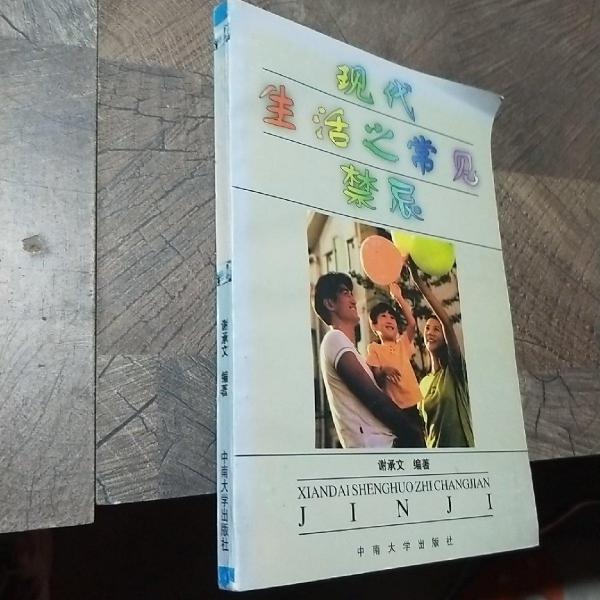 现代
生活之常见
禁忌
谢承文 编著
XIANDAI SHENGHUO ZHI CHANGJIAN
JINJI
中南大学出版社
谢承文 编著
中南大学出版社